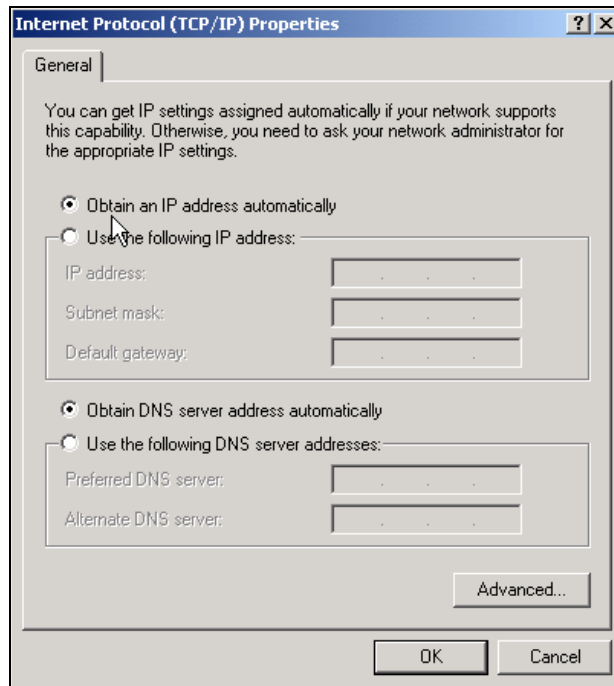 Internet Protocol (TCP/IP) Properties
General
You can get IP settings assigned automatically if your network supports
this capability. Otherwise, you need to ask your network administrator for
the appropriate IP settings.
Obtain an IP address automatically
Use the following IP address:
IP address:
Subnet mask:
Default gateway:
Obtain DNS server address automatically
Use the following DNS server addresses:
Preferred DNS server:
Alternate DNS server:
Advanced...
OK Cancel